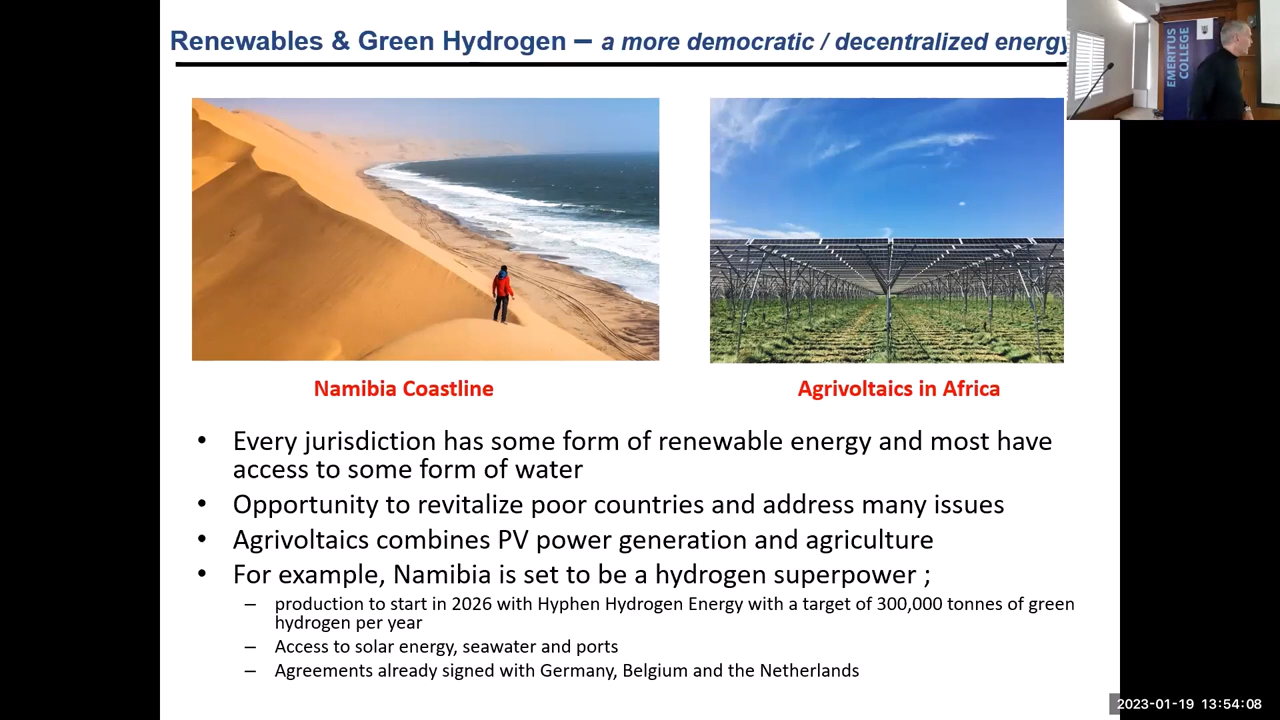 Renewables & Green Hydrogen – a more democratic / decentralized energy
EMERITUS
COLLEGE
Namibia Coastline
Agrivoltaics in Africa
• Every jurisdiction has some form of renewable energy and most have
access to some form of water
• Opportunity to revitalize poor countries and address many issues
• Agrivoltaics combines PV power generation and agriculture
• For example, Namibia is set to be a hydrogen superpower ;
– production to start in 2026 with Hyphen Hydrogen Energy with a target of 300,000 tonnes of green
hydrogen per year
– Access to solar energy, seawater and ports
– Agreements already signed with Germany, Belgium and the Netherlands
2023-01-19 13:54:08